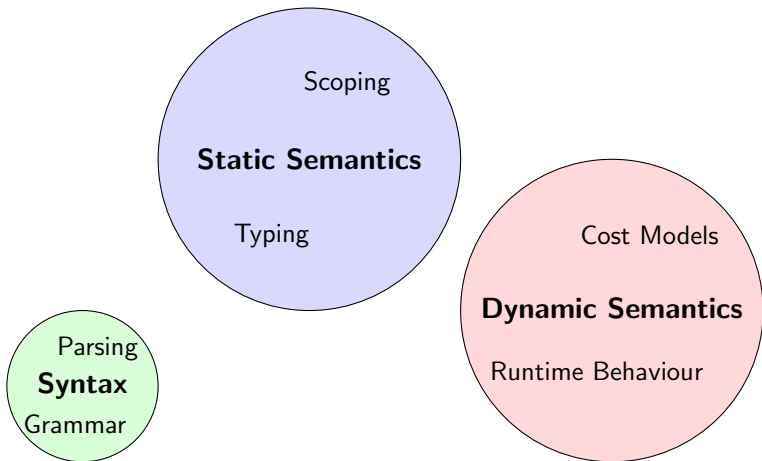 Scoping
Static Semantics
Typing
Cost Models
Dynamic Semantics
Runtime Behaviour
Parsing
Syntax
Grammar